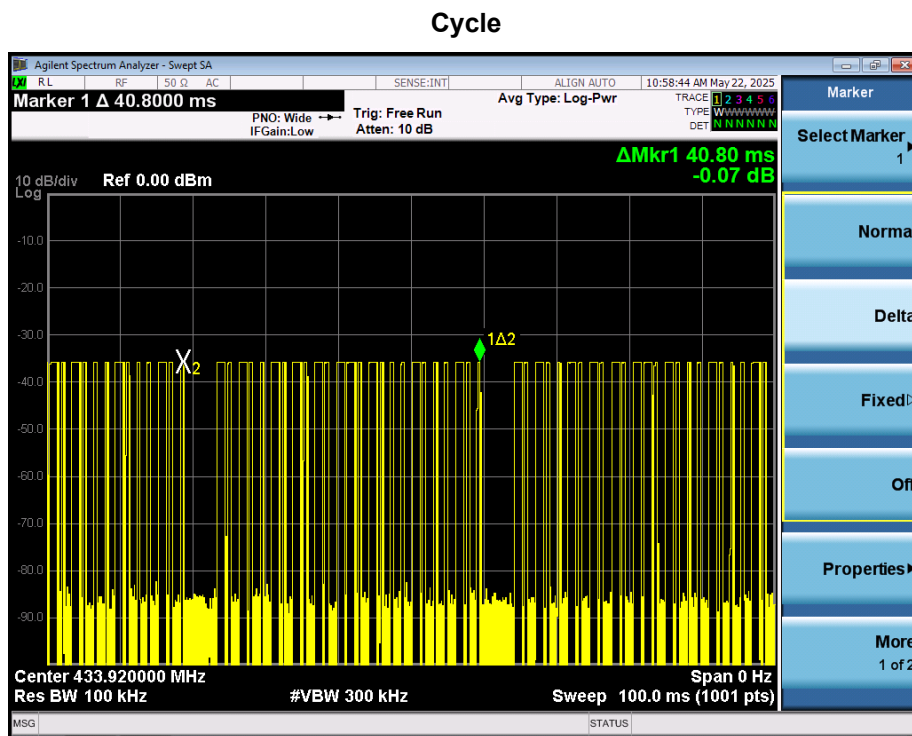 Cycle
Agilent Spectrum Analyzer - Swept SA
LXI RL RF 50 Ω AC SENSE:INT ALIGN AUTO 10:58:44 AM May 22, 2025
Marker 1 Δ 40.8000 ms
PNO: Wide
IFGain:Low
Trig: Free Run
Atten: 10 dB
Avg Type: Log-Pwr
TRACE 1 2 3 4 5 6
TYPE WWWWWW
DET N N N N N N
ΔMkr1 40.80 ms
-0.07 dB
10 dB/div Ref 0.00 dBm
Log
-10.0
-20.0
-30.0
1Δ2
2
-40.0
-50.0
-60.0
-70.0
-80.0
-90.0
Center 433.920000 MHz Span 0 Hz
Res BW 100 kHz #VBW 300 kHz Sweep 100.0 ms (1001 pts)
MSG STATUS
Marker
Select Marker
1
Norma
Delta
Fixed
Off
Properties
More
1 of 2